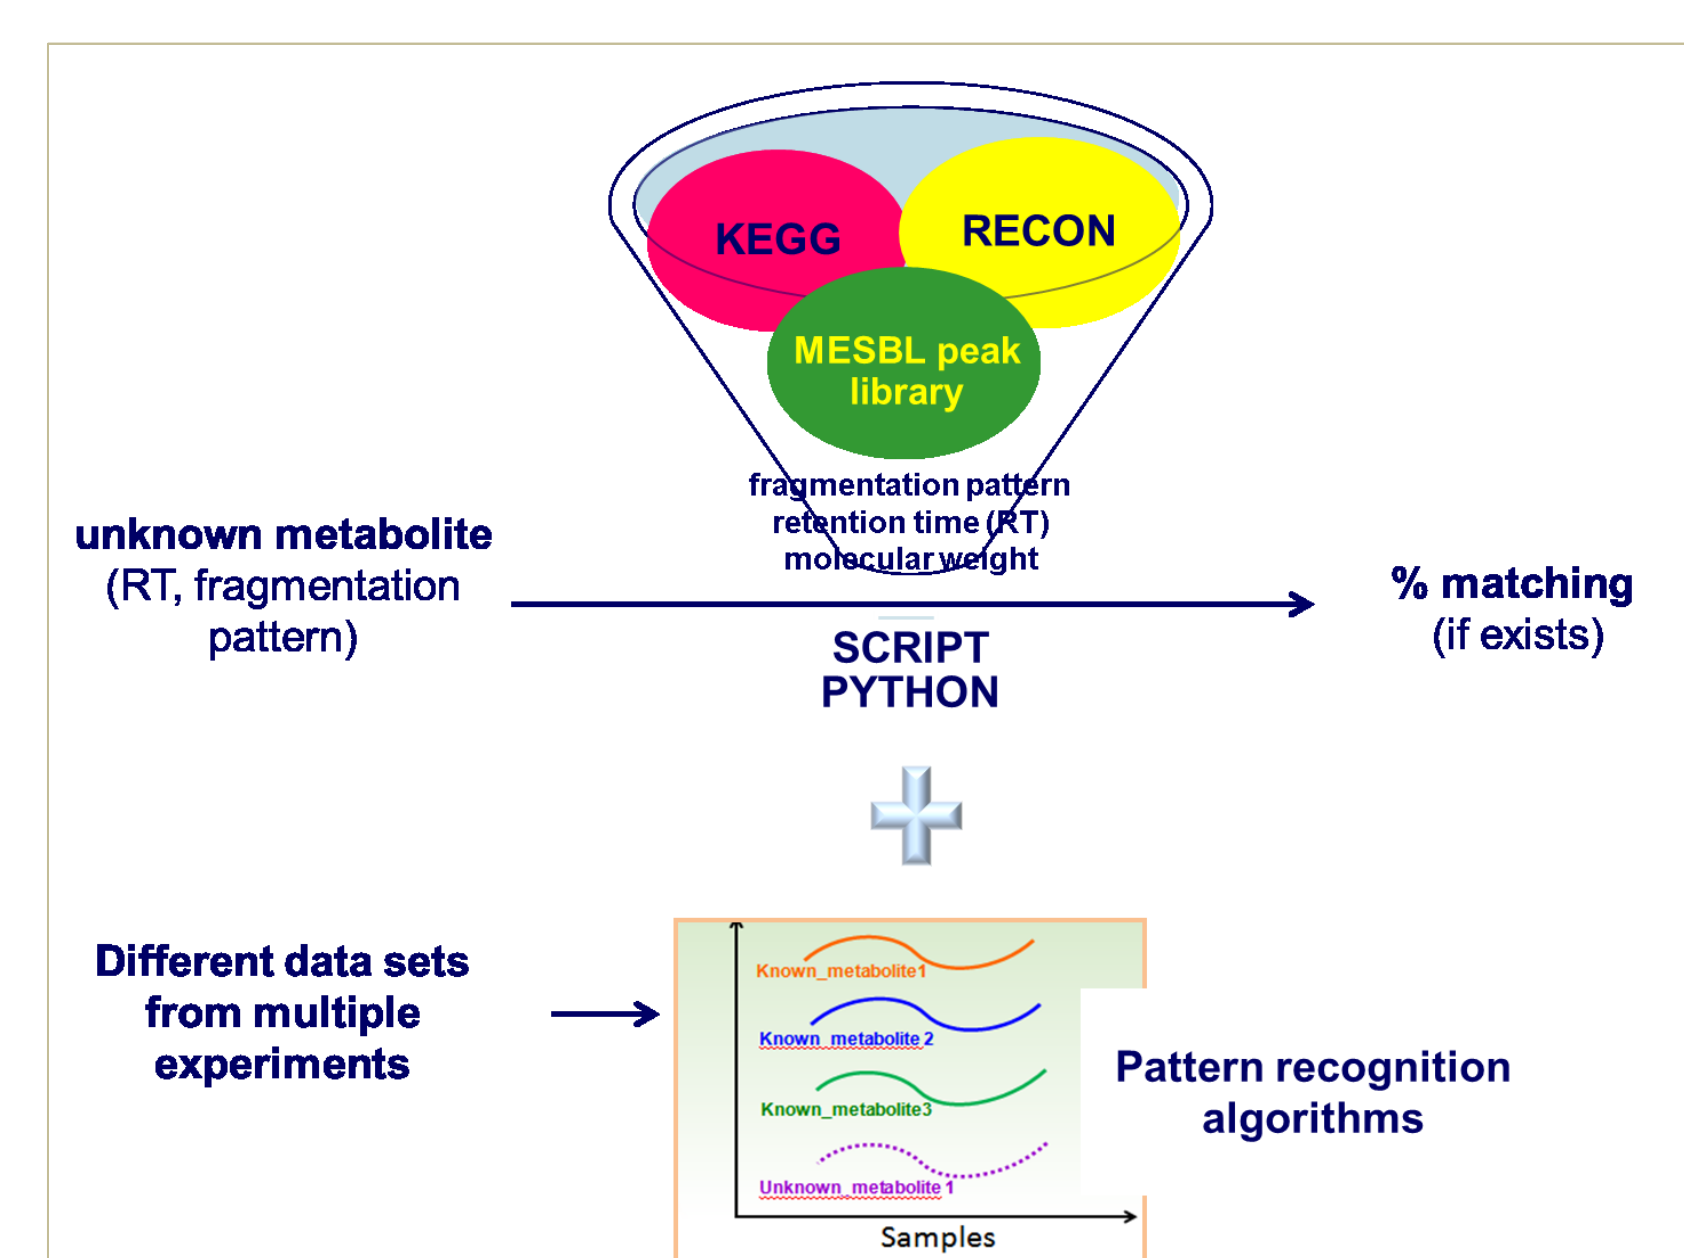 KEGG
RECON
MESBL peak
library
fragmentation pattern
retention time (RT)
molecular weight
unknown metabolite
(RT, fragmentation
pattern)
% matching
(if exists)
SCRIPT
PYTHON
Different data sets
from multiple
experiments
Known_metabolite1
Known_metabolite 2
Known_metabolite3
Unknown_metabolite 1
Samples
Pattern recognition
algorithms